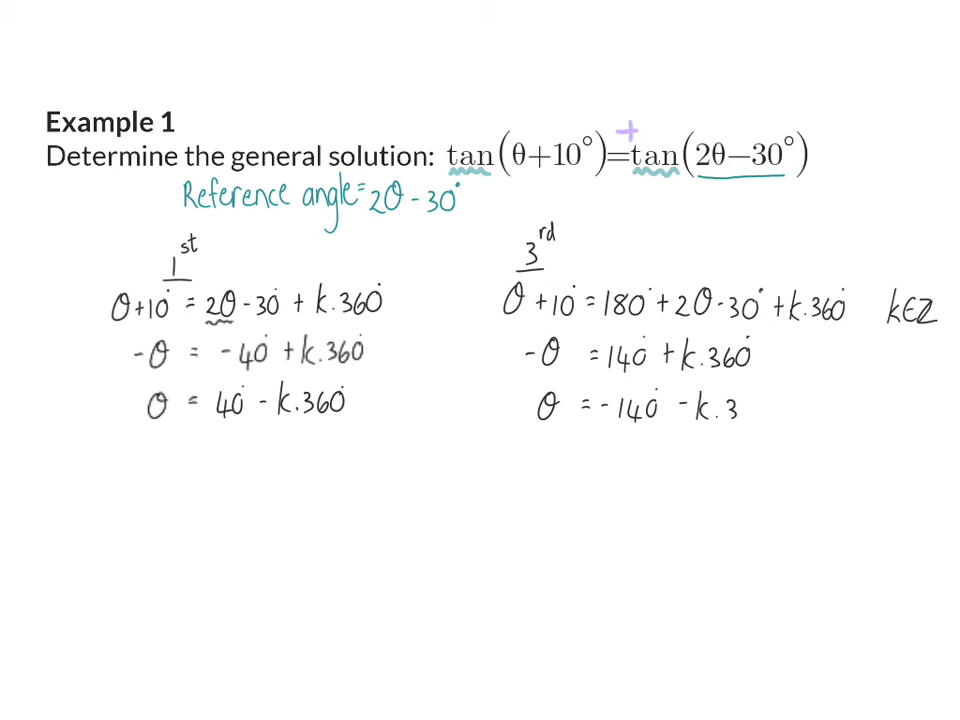 Example 1
Determine the general solution: tan(θ+10°)=tan(2θ−30°)
+
Reference angle = 2θ - 30°
1st
θ + 10° = 2θ - 30° + k.360°
-θ = -40° + k.360°
θ = 40° - k.360°
3rd
θ + 10° = 180° + 2θ - 30° + k.360° k∈Z
-θ = 140° + k.360°
θ = -140° - k.3